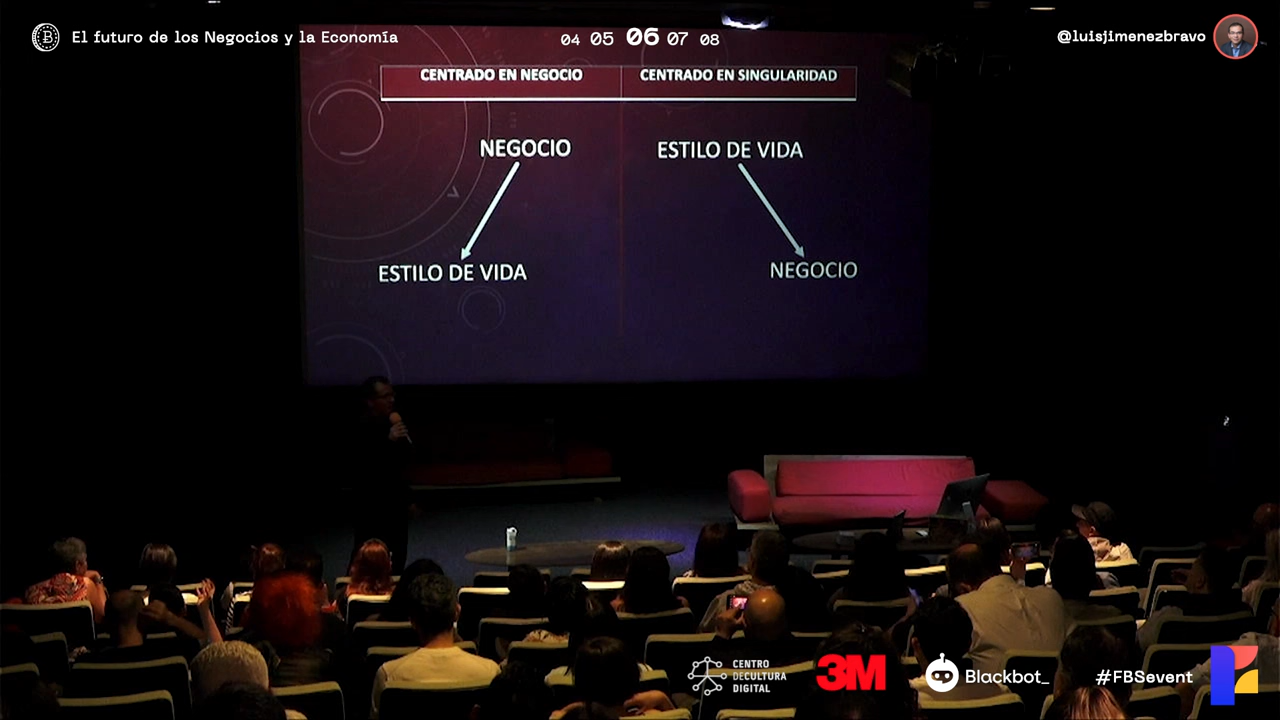 El futuro de los Negocios y la Economía
04 05 06 07 08
@luisjimenezbravo
CENTRADO EN NEGOCIO
CENTRADO EN SINGULARIDAD
NEGOCIO
ESTILO DE VIDA
ESTILO DE VIDA
NEGOCIO
CENTRO
DECULTURA
DIGITAL
3M
Blackbot_
#FBSevent